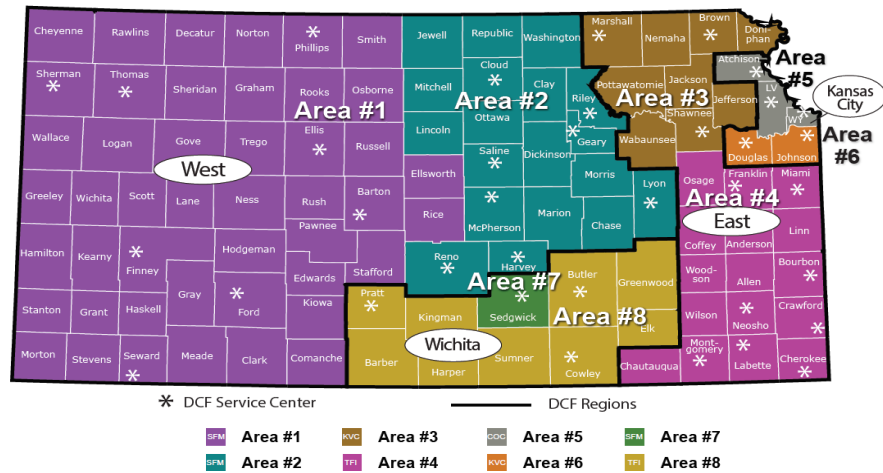 Cheyenne Rawlins Decatur Norton Phillips Smith Jewell Republic Washington Marshall Nemaha Brown Doniphan
Atchison
Area #5
Sherman Thomas Sheridan Graham Rooks Osborne Mitchell Cloud Clay Riley Pottawatomie Jackson Jefferson LV
Area #1 Area #2 Area #3
Kansas
City
WY
Ottawa Shawnee
Area
#6
Wallace Logan Gove Trego Ellis Russell Lincoln Saline Dickinson Geary Wabaunsee Douglas Johnson
West
Ellsworth Morris Osage Franklin Miami
Greeley Wichita Scott Lane Ness Rush Barton Rice McPherson Marion Chase Lyon
Area #4
East
Pawnee Coffey Anderson Linn
Hamilton Kearny Finney Hodgeman Edwards Stafford Reno Harvey
Area #7
Butler Greenwood Wood-
son
Allen Bourbon
Stanton Grant Haskell Gray Ford Kiowa Pratt Kingman Sedgwick
Area #8
Elk Wilson Neosho Crawford
Wichita
Morton Stevens Seward Meade Clark Comanche Barber Harper Sumner Cowley Chautauqua Mont-
gomery
Labette Cherokee
* DCF Service Center DCF Regions
SFM Area #1 KVC Area #3 COC Area #5 SFM Area #7
SFM Area #2 TFI Area #4 KVC Area #6 TFI Area #8